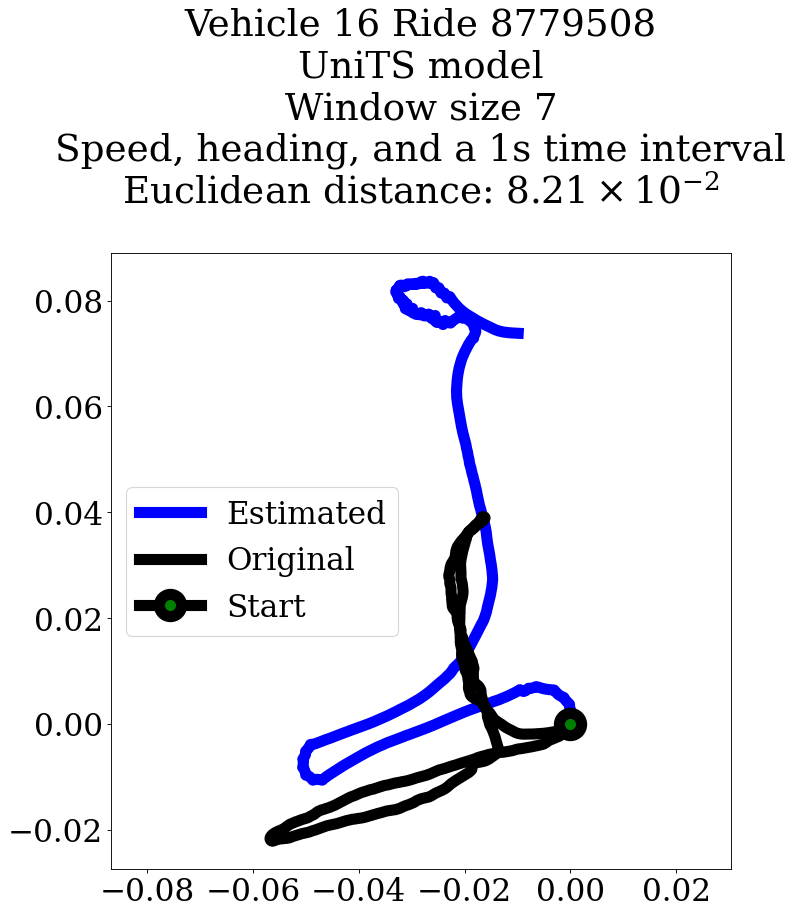 Vehicle 16 Ride 8779508
UniTS model
Window size 7
Speed, heading, and a 1s time interval
Euclidean distance: 8.21 × 10⁻²
0.08
0.06
0.04
0.02
0.00
−0.02
Estimated
Original
Start
−0.08 −0.06 −0.04 −0.02 0.00 0.02